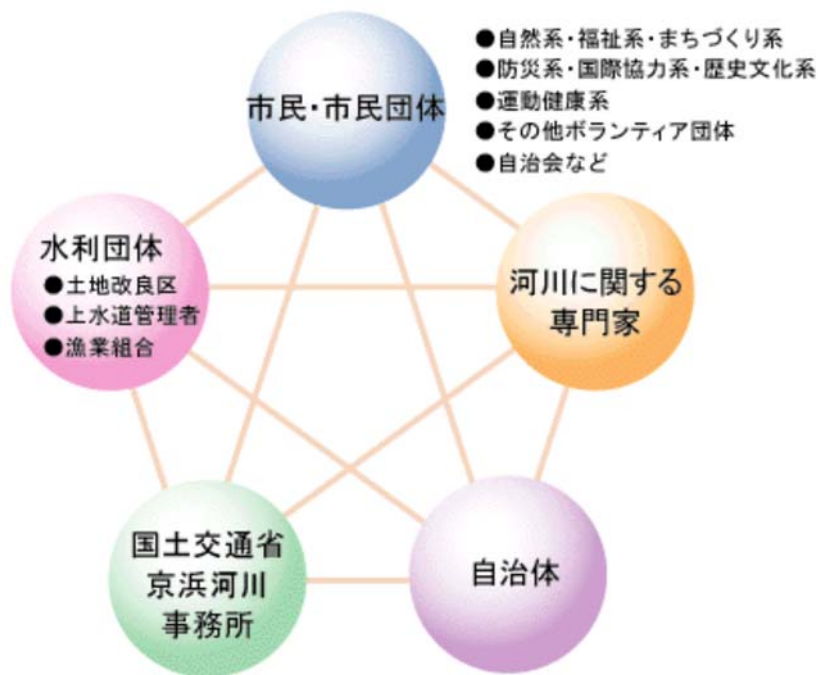 市民・市民団体
●自然系・福祉系・まちづくり系
●防災系・国際協力系・歴史文化系
●運動健康系
●その他ボランティア団体
●自治会など
水利団体
●土地改良区
●上水道管理者
●漁業組合
河川に関する
専門家
国土交通省
京浜河川
事務所
自治体